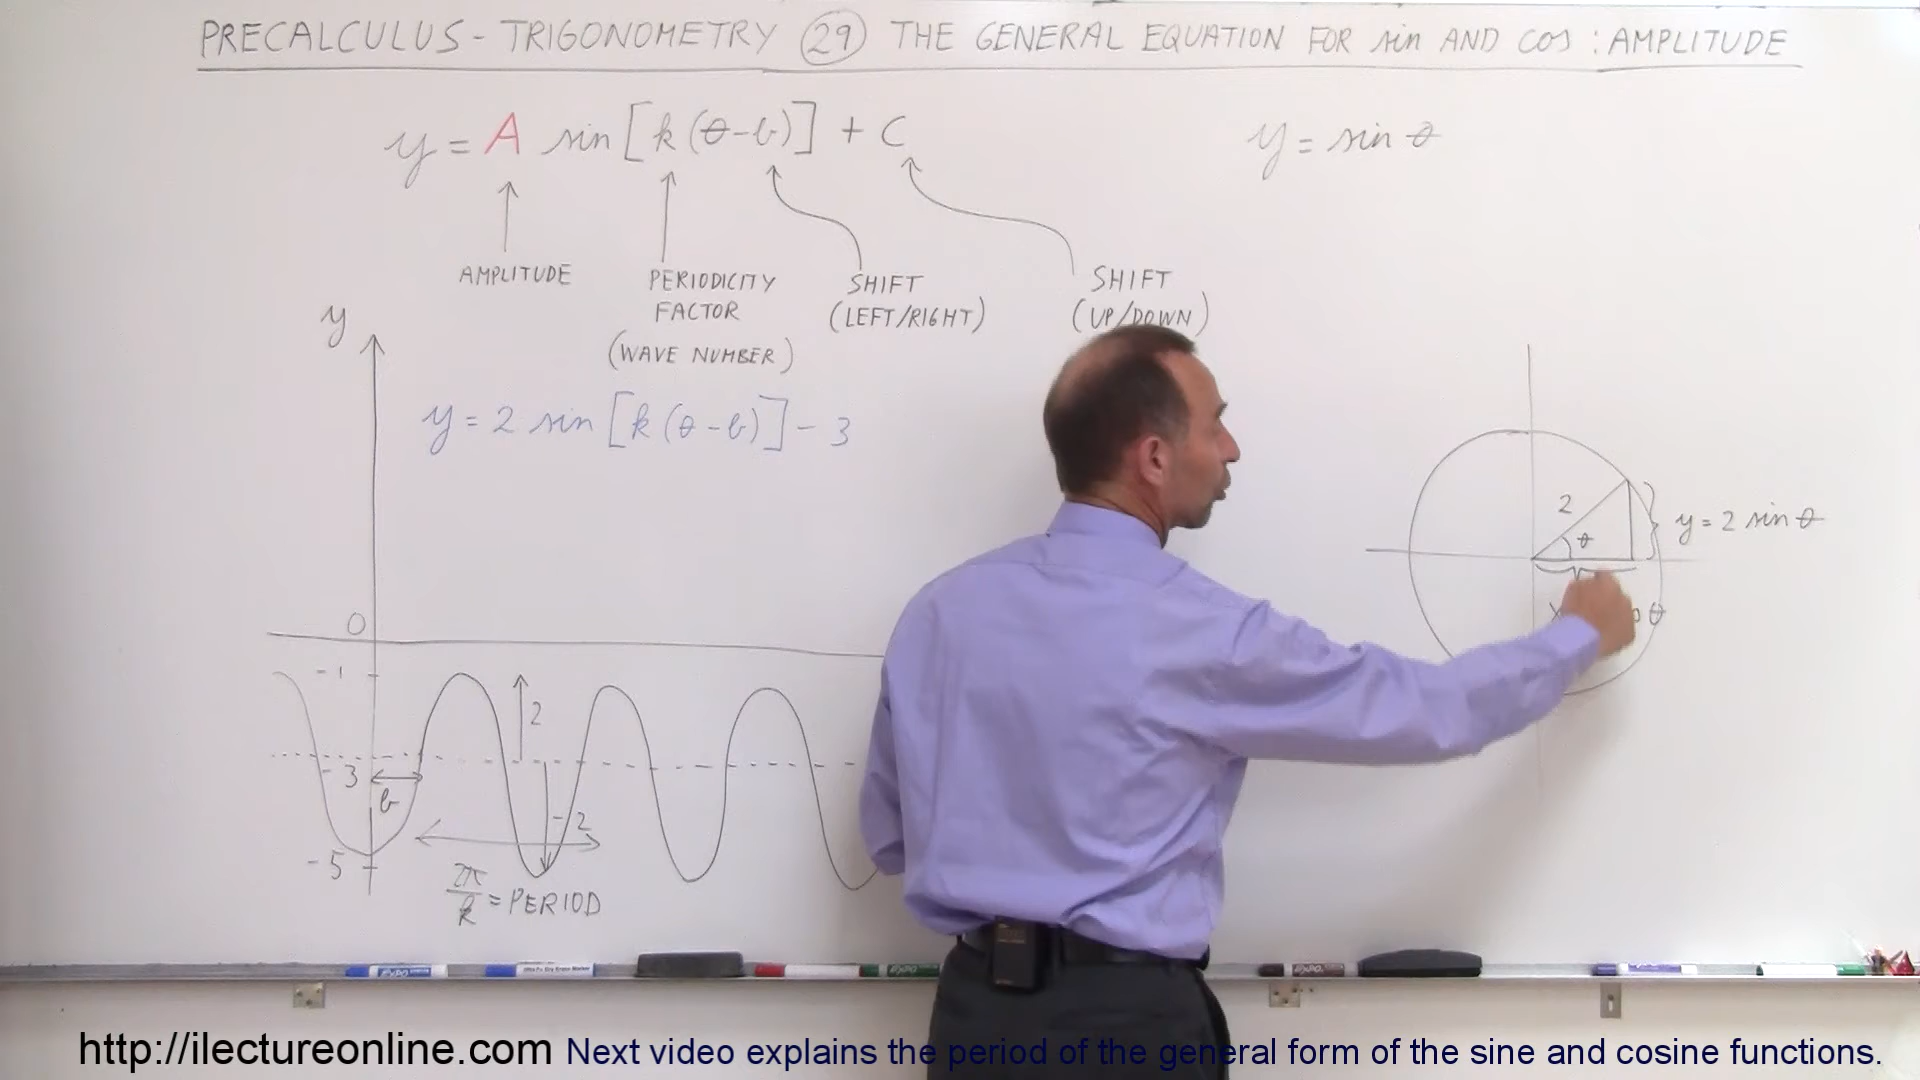 PRECALCULUS - TRIGONOMETRY 29 THE GENERAL EQUATION FOR sin AND cos : AMPLITUDE
y = A sin [k (θ-b)] + C
y = sin θ
AMPLITUDE
PERIODICITY
FACTOR
(WAVE NUMBER)
SHIFT
(LEFT/RIGHT)
SHIFT
(UP/DOWN)
y
y = 2 sin [k (θ - b)] - 3
2
θ
y = 2 sin θ
θ
0
-1
2
-3
b
-2
-5
2π/k = PERIOD
EXPO
http://ilectureonline.com Next video explains the period of the general form of the sine and cosine functions.